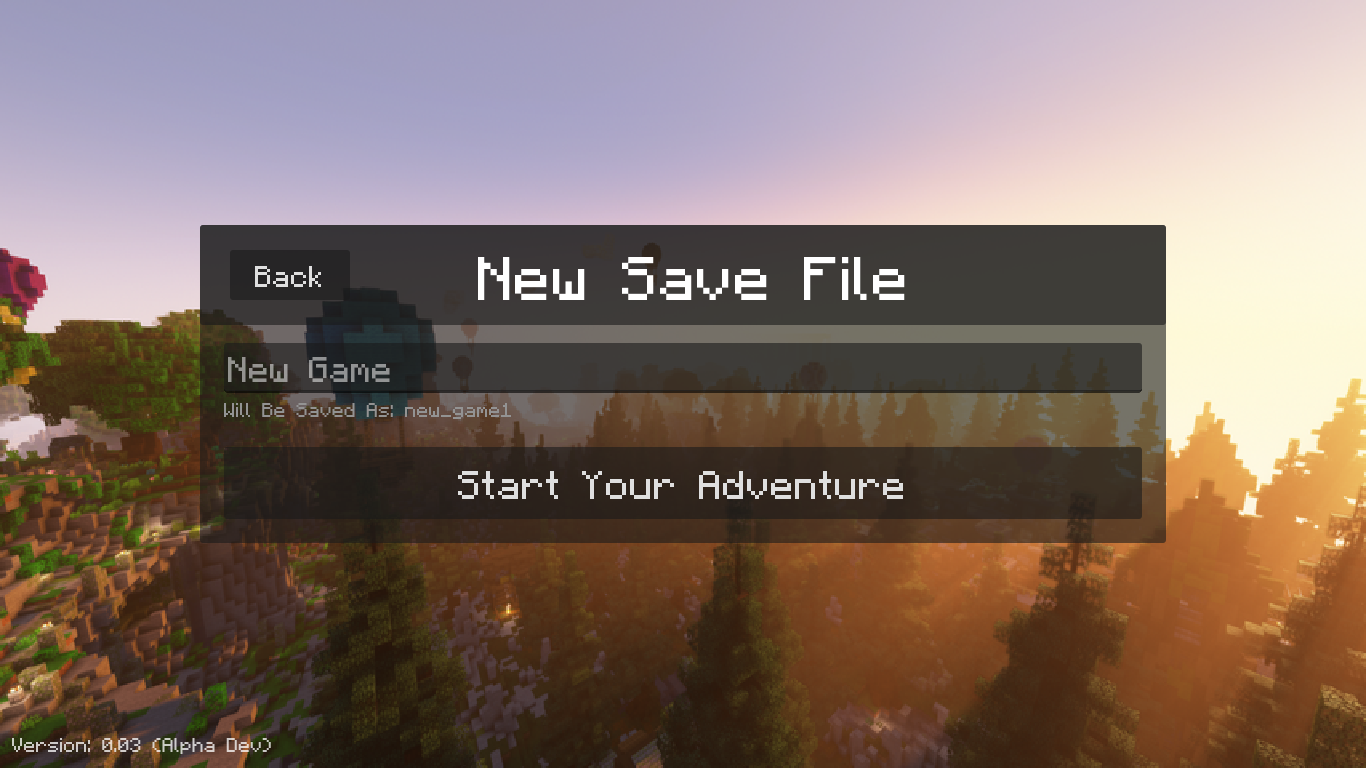 Back
New Save File
New Game
Will Be Saved As: new_game1
Start Your Adventure
Version: 0.03 (Alpha Dev)